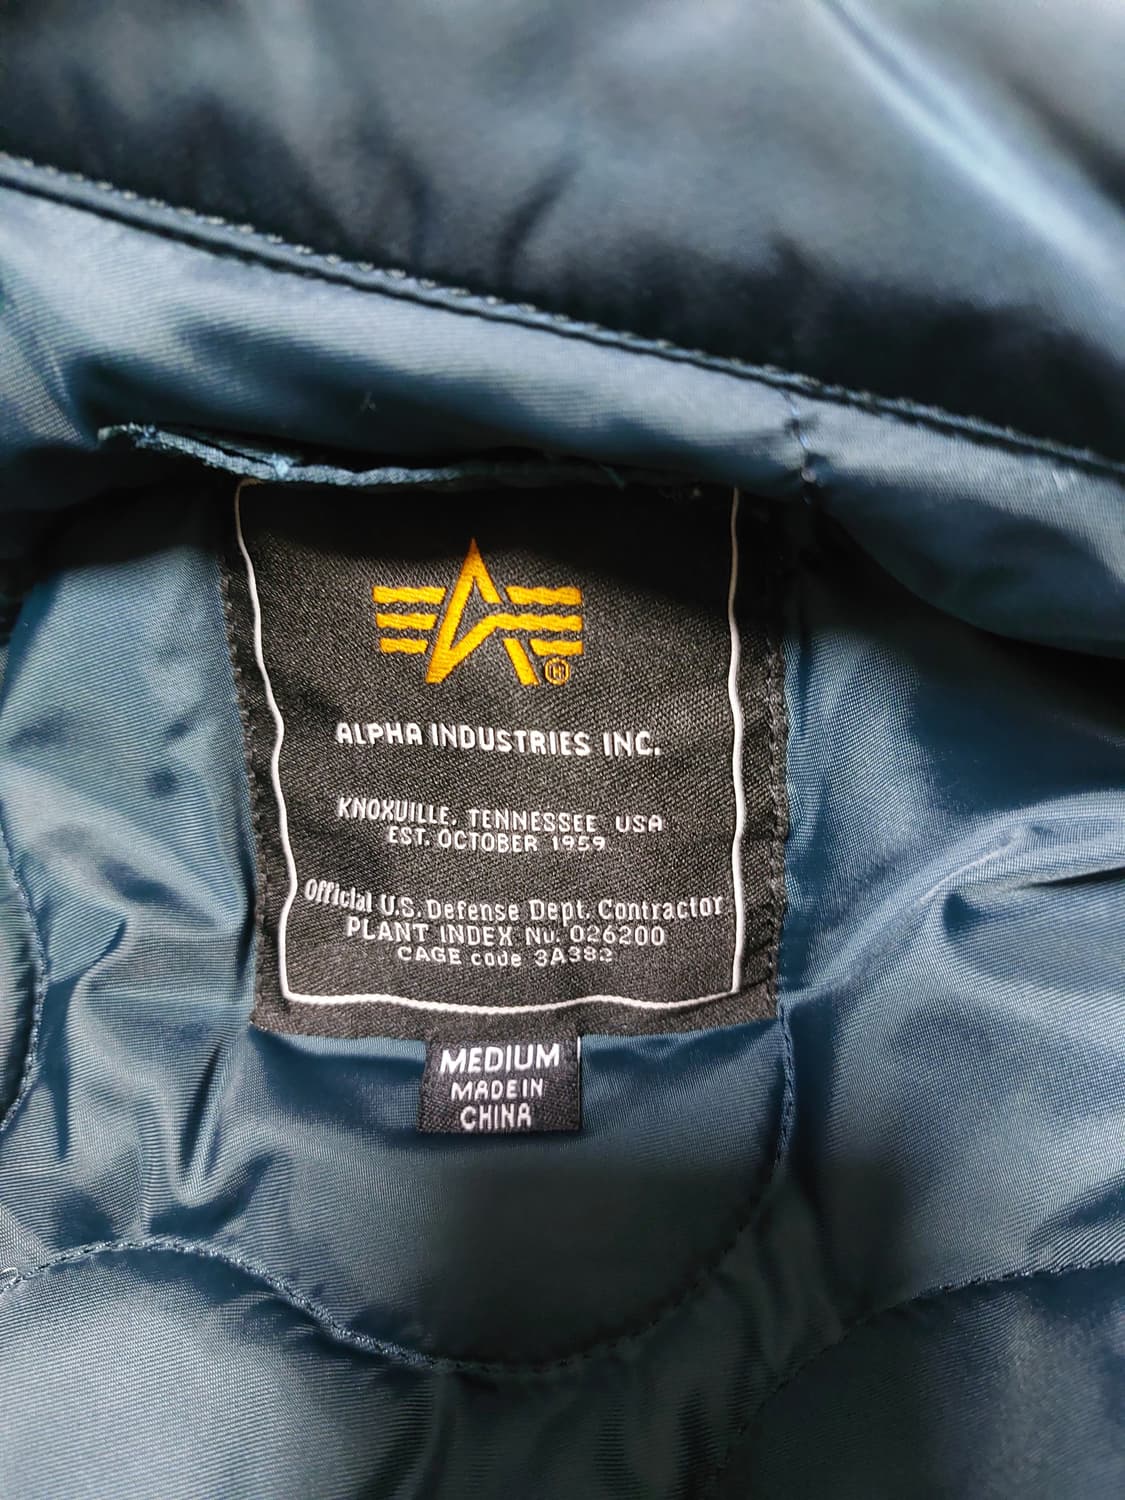 ALPHA INDUSTRIES INC.
KNOXVILLE, TENNESSEE USA
EST. OCTOBER 1959
Official U.S. Defense Dept. Contractor
PLANT INDEX No. 026200
CAGE code 3A382
MEDIUM
MADE IN
CHINA